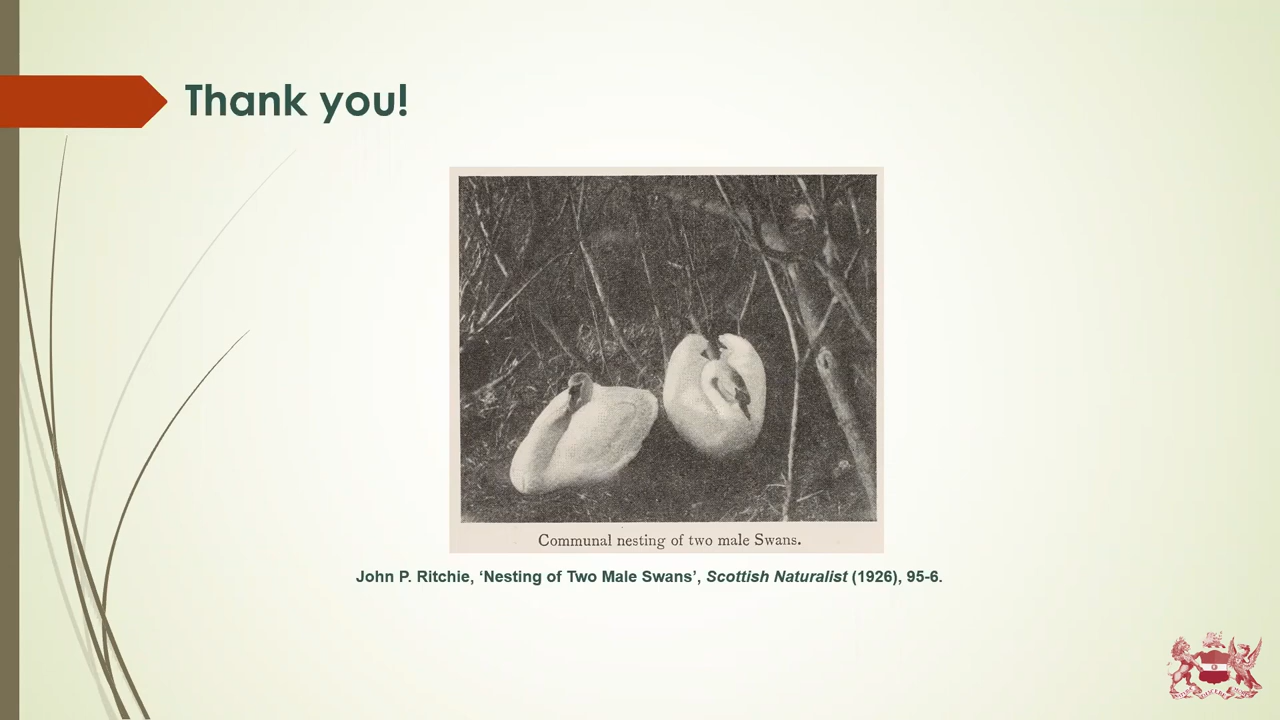 Thank you!
Communal nesting of two male Swans.
John P. Ritchie, ‘Nesting of Two Male Swans’, Scottish Naturalist (1926), 95-6.